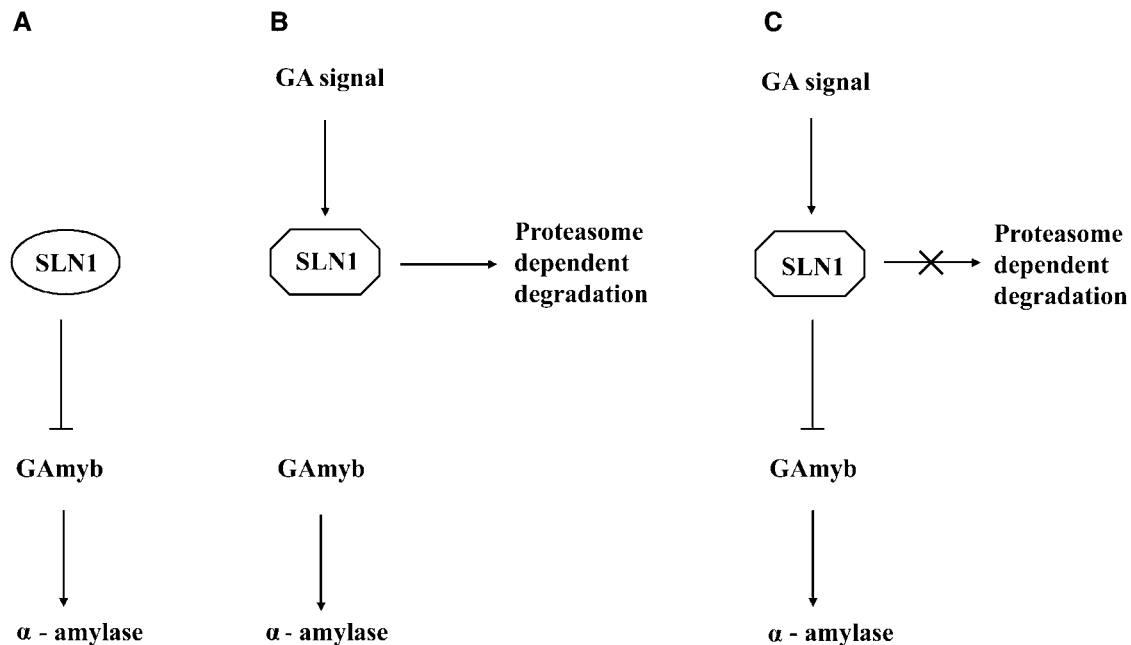 A
SLN1
GAmyb
α - amylase
B
GA signal
SLN1
Proteasome
dependent
degradation
GAmyb
α - amylase
C
GA signal
SLN1
Proteasome
dependent
degradation
GAmyb
α - amylase